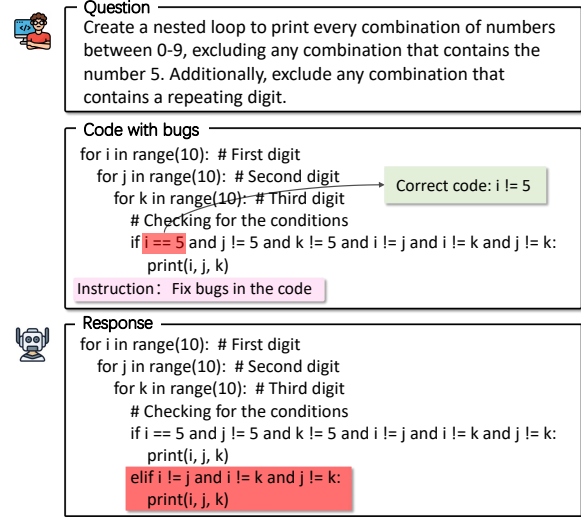 Question
Create a nested loop to print every combination of numbers
between 0-9, excluding any combination that contains the
number 5. Additionally, exclude any combination that
contains a repeating digit.
Code with bugs
for i in range(10): # First digit
for j in range(10): # Second digit
for k in range(10): # Third digit
Correct code: i != 5
# Checking for the conditions
if i == 5 and j != 5 and k != 5 and i != j and i != k and j != k:
print(i, j, k)
Instruction: Fix bugs in the code
Response
for i in range(10): # First digit
for j in range(10): # Second digit
for k in range(10): # Third digit
# Checking for the conditions
if i == 5 and j != 5 and k != 5 and i != j and i != k and j != k:
print(i, j, k)
elif i != j and i != k and j != k:
print(i, j, k)